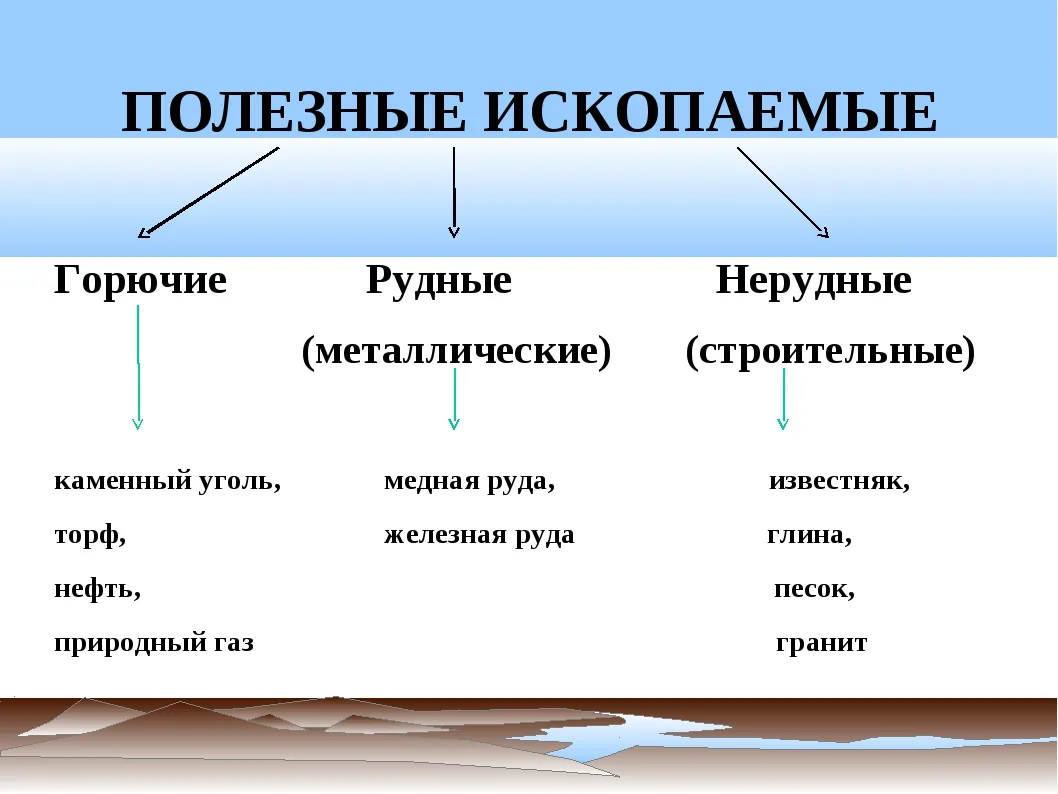 ПОЛЕЗНЫЕ ИСКОПАЕМЫЕ
Горючие Рудные Нерудные
(металлические) (строительные)
каменный уголь, медная руда, известняк,
торф, железная руда глина,
нефть, песок,
природный газ гранит